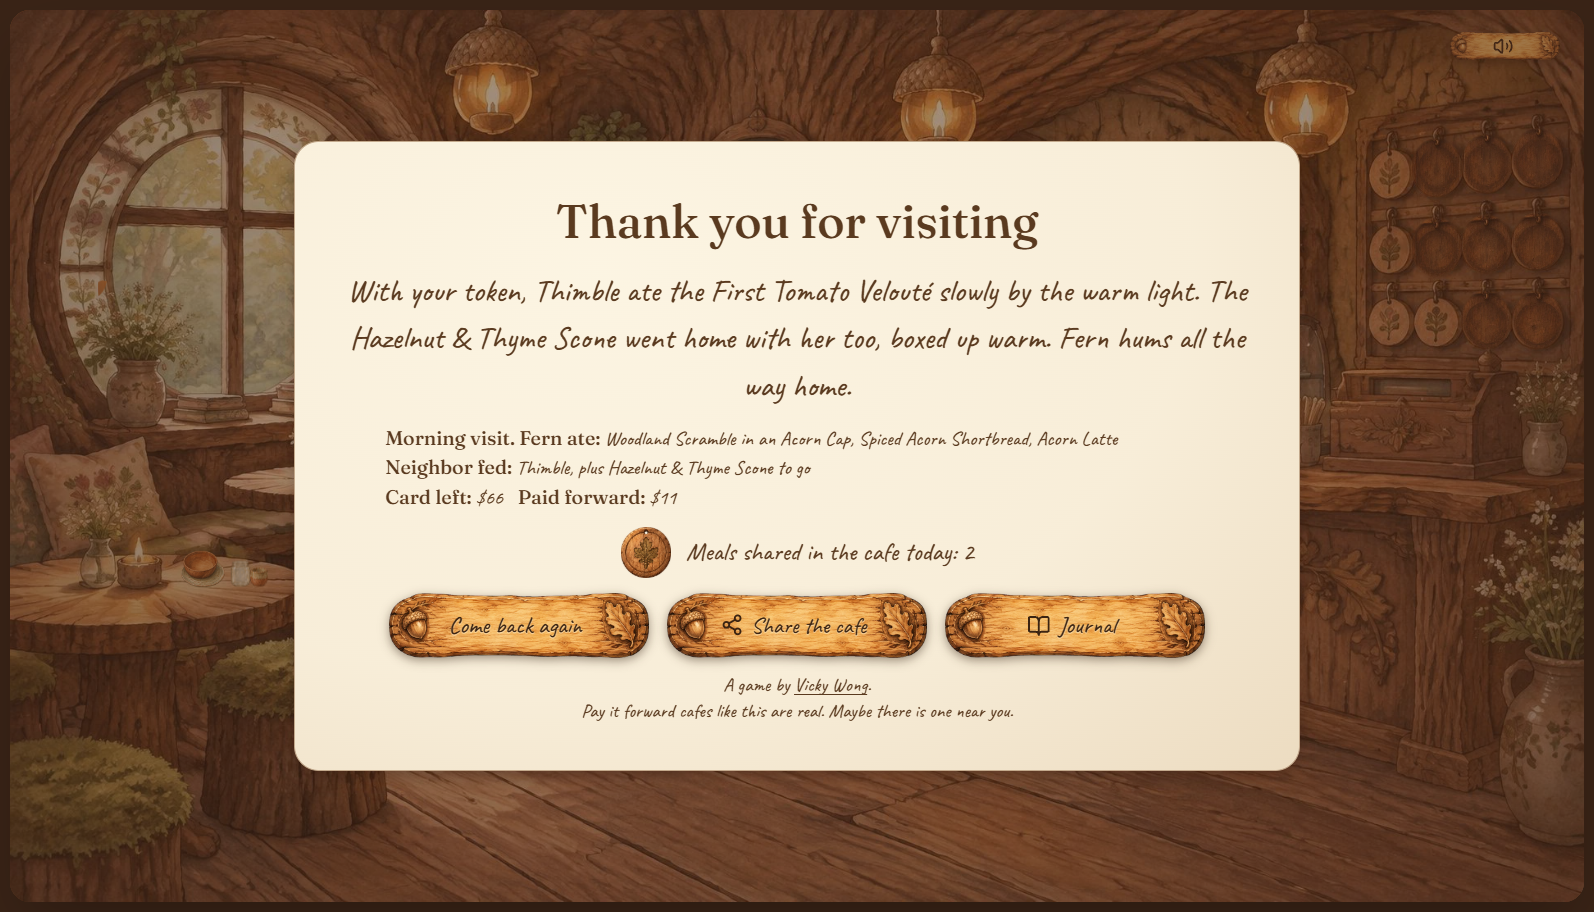 Thank you for visiting
With your token, Thimble ate the First Tomato Velouté slowly by the warm light. The
Hazelnut & Thyme Scone went home with her too, boxed up warm. Fern hums all the
way home.
Morning visit. Fern ate: Woodland Scramble in an Acorn Cap, Spiced Acorn Shortbread, Acorn Latte
Neighbor fed: Thimble, plus Hazelnut & Thyme Scone to go
Card left: $66 Paid forward: $11
Meals shared in the cafe today: 2
Come back again
Share the cafe
Journal
A game by Vicky Wong.
Pay it forward cafes like this are real. Maybe there is one near you.